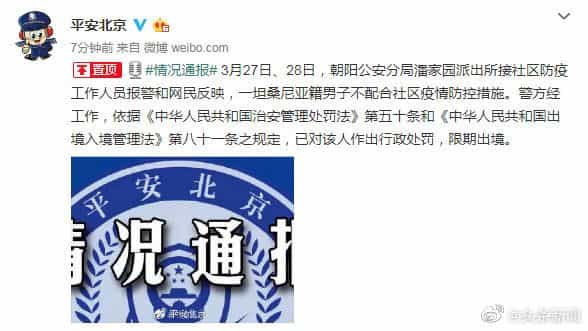 平安北京
7分钟前 来自 微博 weibo.com
置顶 #情况通报# 3月27日、28日，朝阳公安分局潘家园派出所接社区防疫
工作人员报警和网民反映，一坦桑尼亚籍男子不配合社区疫情防控措施。警方经
工作，依据《中华人民共和国治安管理处罚法》第五十条和《中华人民共和国出
境入境管理法》第八十一条之规定，已对该人作出行政处罚，限期出境。
平安北京
情况通报
平安北京
@头条新闻